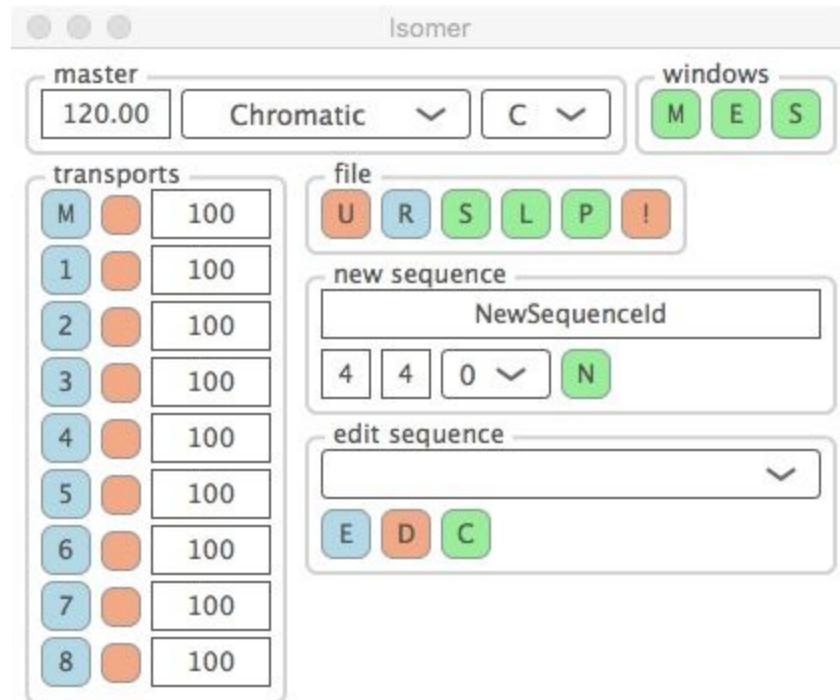 Isomer
master
120.00 Chromatic C
windows
M E S
transports
M 100
1 100
2 100
3 100
4 100
5 100
6 100
7 100
8 100
file
U R S L P !
new sequence
NewSequenceId
4 4 0 N
edit sequence
E D C